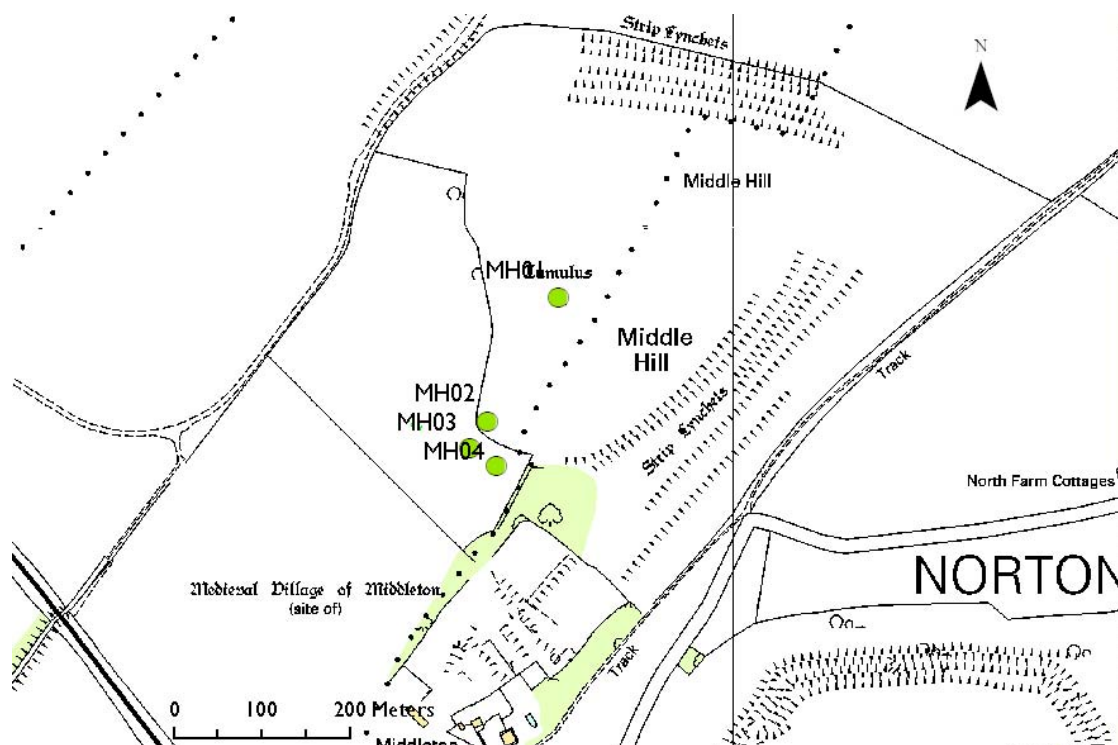 Strip Lynchets
N
Middle Hill
MH01
Tumulus
Middle
Hill
Track
MH02
MH03
MH04
Strip Lynchets
North Farm Cottages
NORTON
Medieval Village of Middleton
(site of)
Track
0 100 200 Meters
Middleton